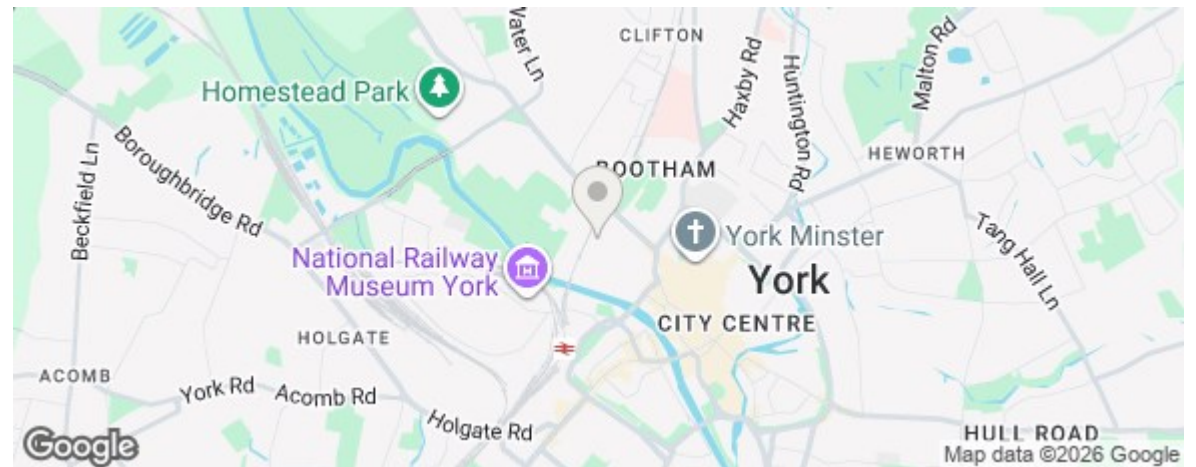 CLIFTON
Water Ln
Haxby Rd
Huntington Rd
Malton Rd
Homestead Park
Boroughbridge Rd
Beckfield Ln
BOOTHAM
HEWORTH
York Minster
Tang Hall Ln
National Railway
Museum York
York
CITY CENTRE
HOLGATE
ACOMB
York Rd
Acomb Rd
Holgate Rd
HULL ROAD
Google
Map data ©2026 Google